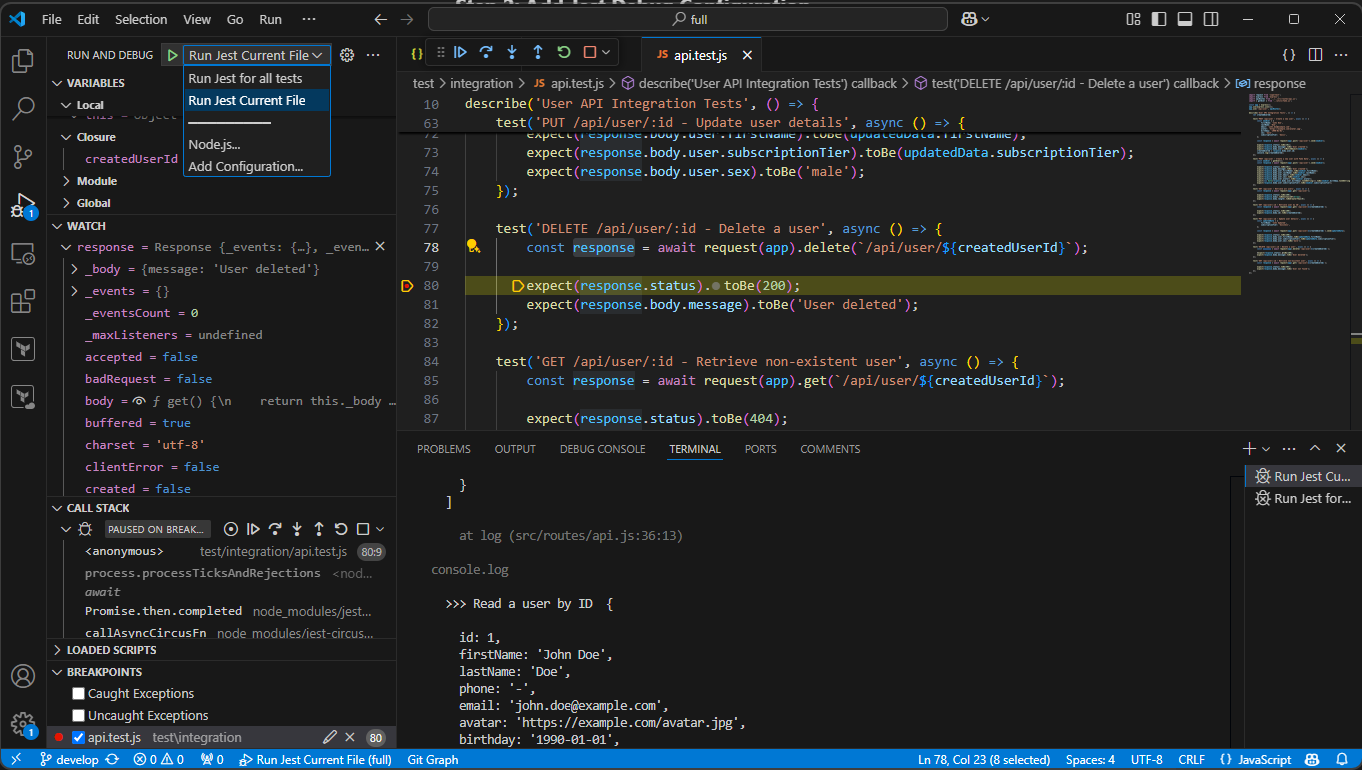 File Edit Selection View Go Run ··· full
RUN AND DEBUG Run Jest Current File
Run Jest for all tests
Run Jest Current File
Node.js...
Add Configuration...
VARIABLES
Local
this = Object
Closure
createdUserId
Module
Global
WATCH
response = Response {_events: {…}, _even…
_body = {message: 'User deleted'}
_events = {}
_eventsCount = 0
_maxListeners = undefined
accepted = false
badRequest = false
body = ƒ get() {\n    return this._body …
buffered = true
charset = 'utf-8'
clientError = false
created = false
CALL STACK
PAUSED ON BREAK...
<anonymous> test/integration/api.test.js 80:9
process.processTicksAndRejections <nod...
await
Promise.then.completed node_modules/jest...
callAsyncCircusFn node_modules/jest-circus...
LOADED SCRIPTS
BREAKPOINTS
Caught Exceptions
Uncaught Exceptions
api.test.js test\integration 80
{} JS api.test.js
test > integration > JS api.test.js > describe('User API Integration Tests') callback > test('DELETE /api/user/:id - Delete a user') callback > response
10 describe('User API Integration Tests', () => {
63 test('PUT /api/user/:id - Update user details', async () => {
72 expect(response.body.user.firstName).toBe(updatedData.firstName);
73 expect(response.body.user.subscriptionTier).toBe(updatedData.subscriptionTier);
74 expect(response.body.user.sex).toBe('male');
75 });
76
77 test('DELETE /api/user/:id - Delete a user', async () => {
78 const response = await request(app).delete(`/api/user/${createdUserId}`);
79
80 expect(response.status).toBe(200);
81 expect(response.body.message).toBe('User deleted');
82 });
83
84 test('GET /api/user/:id - Retrieve non-existent user', async () => {
85 const response = await request(app).get(`/api/user/${createdUserId}`);
86
87 expect(response.status).toBe(404);
PROBLEMS OUTPUT DEBUG CONSOLE TERMINAL PORTS COMMENTS
}
]
at log (src/routes/api.js:36:13)
console.log
>>> Read a user by ID {
id: 1,
firstName: 'John Doe',
lastName: 'Doe',
phone: '-',
email: 'john.doe@example.com',
avatar: 'https://example.com/avatar.jpg',
birthday: '1990-01-01',
Run Jest Cu...
Run Jest for...
develop 0 0 0 Run Jest Current File (full) Git Graph Ln 78, Col 23 (8 selected) Spaces: 4 UTF-8 CRLF {} JavaScript